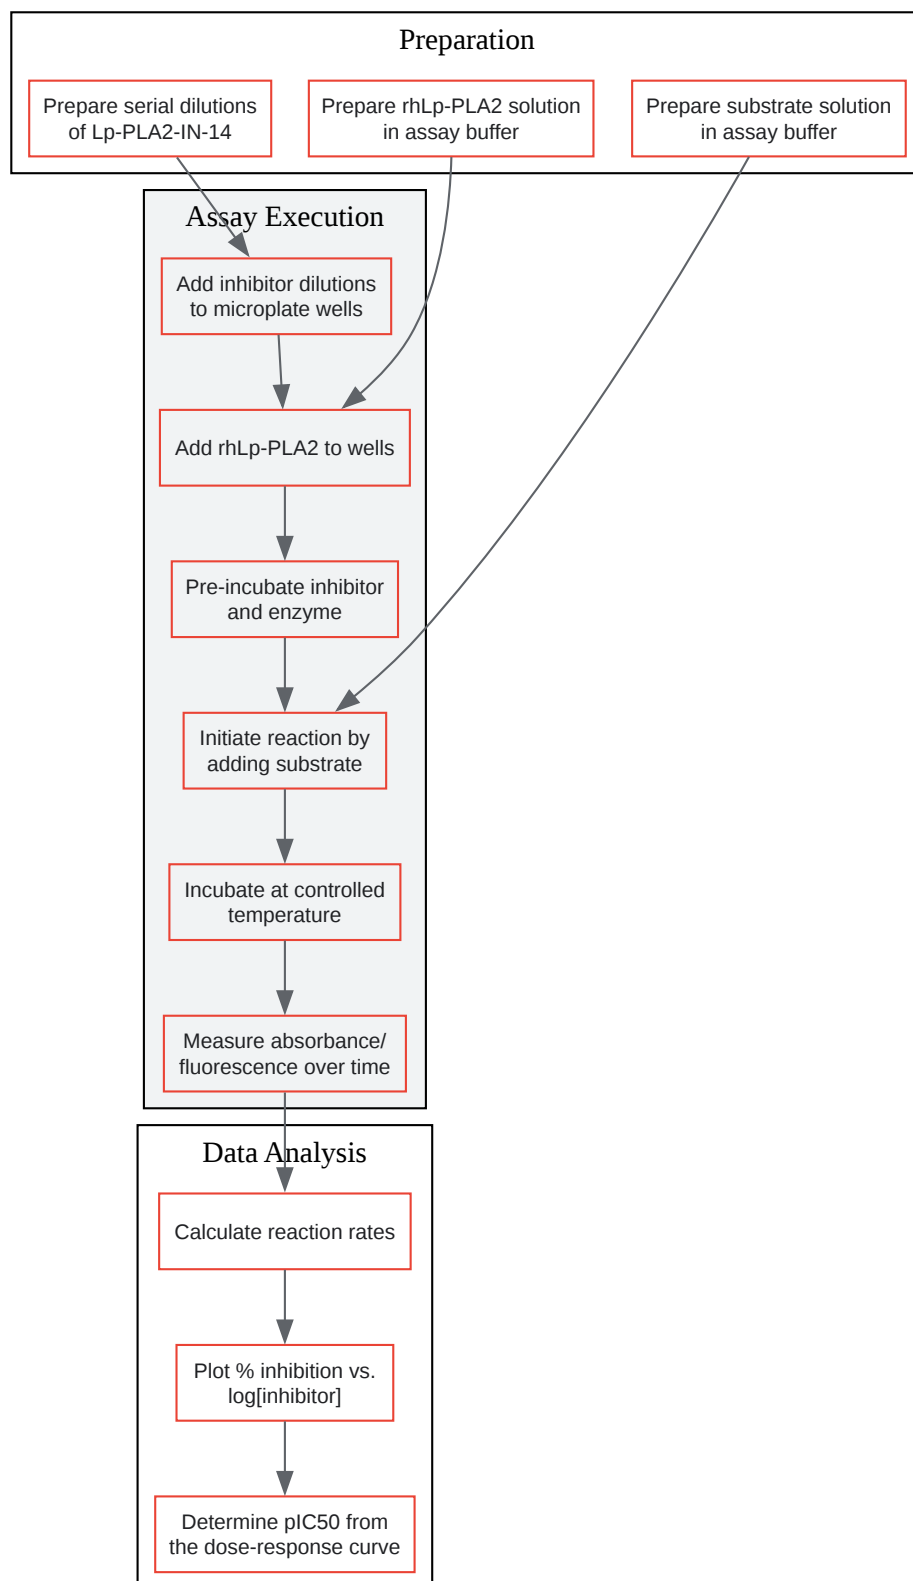 Preparation
Prepare serial dilutions
of Lp-PLA2-IN-14
Prepare rhLp-PLA2 solution
in assay buffer
Prepare substrate solution
in assay buffer
Assay Execution
Add inhibitor dilutions
to microplate wells
Add rhLp-PLA2 to wells
Pre-incubate inhibitor
and enzyme
Initiate reaction by
adding substrate
Incubate at controlled
temperature
Measure absorbance/
fluorescence over time
Data Analysis
Calculate reaction rates
Plot % inhibition vs.
log[inhibitor]
Determine pIC50 from
the dose-response curve